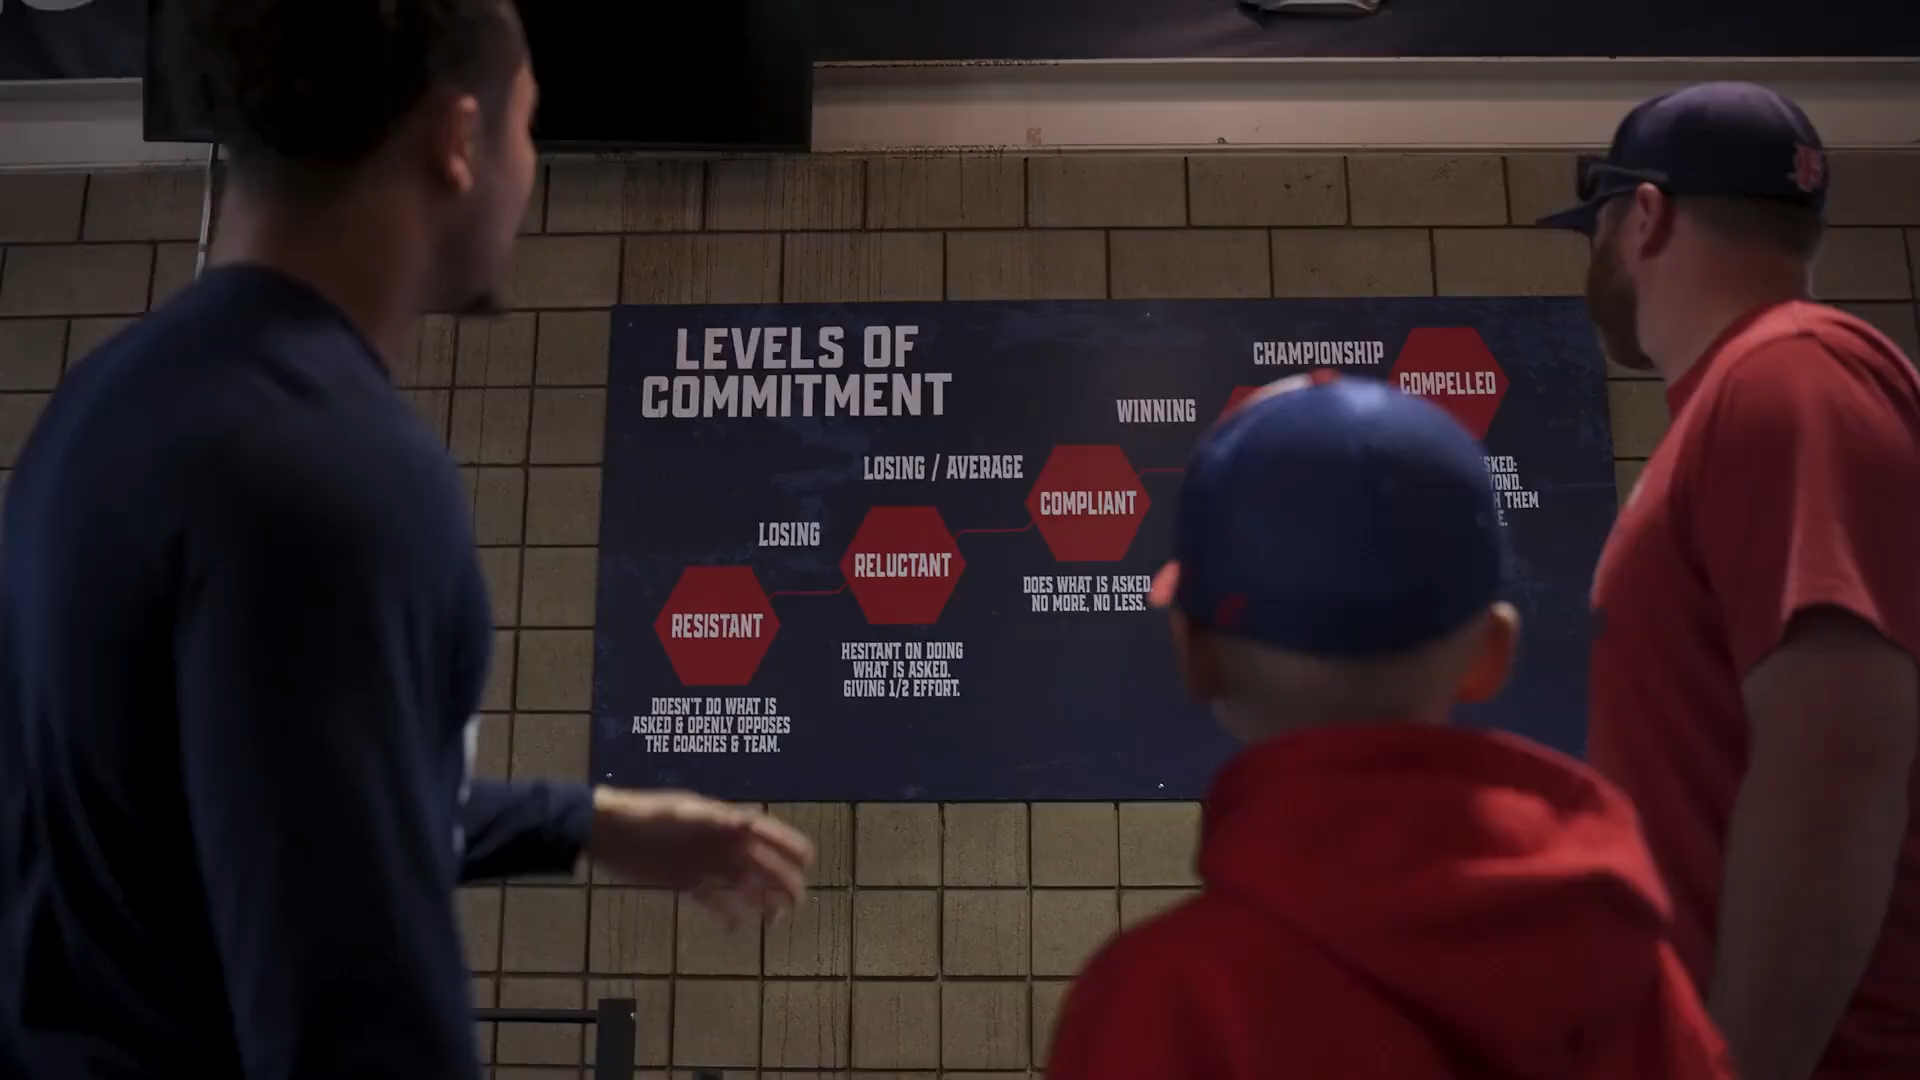 LEVELS OF
COMMITMENT
CHAMPIONSHIP
COMPELLED
WINNING
LOSING / AVERAGE
COMPLIANT
DOES WHAT IS ASKED.
NO MORE, NO LESS.
LOSING
RELUCTANT
HESITANT ON DOING
WHAT IS ASKED.
GIVING 1/2 EFFORT.
RESISTANT
DOESN'T DO WHAT IS
ASKED & OPENLY OPPOSES
THE COACHES & TEAM.
THEM